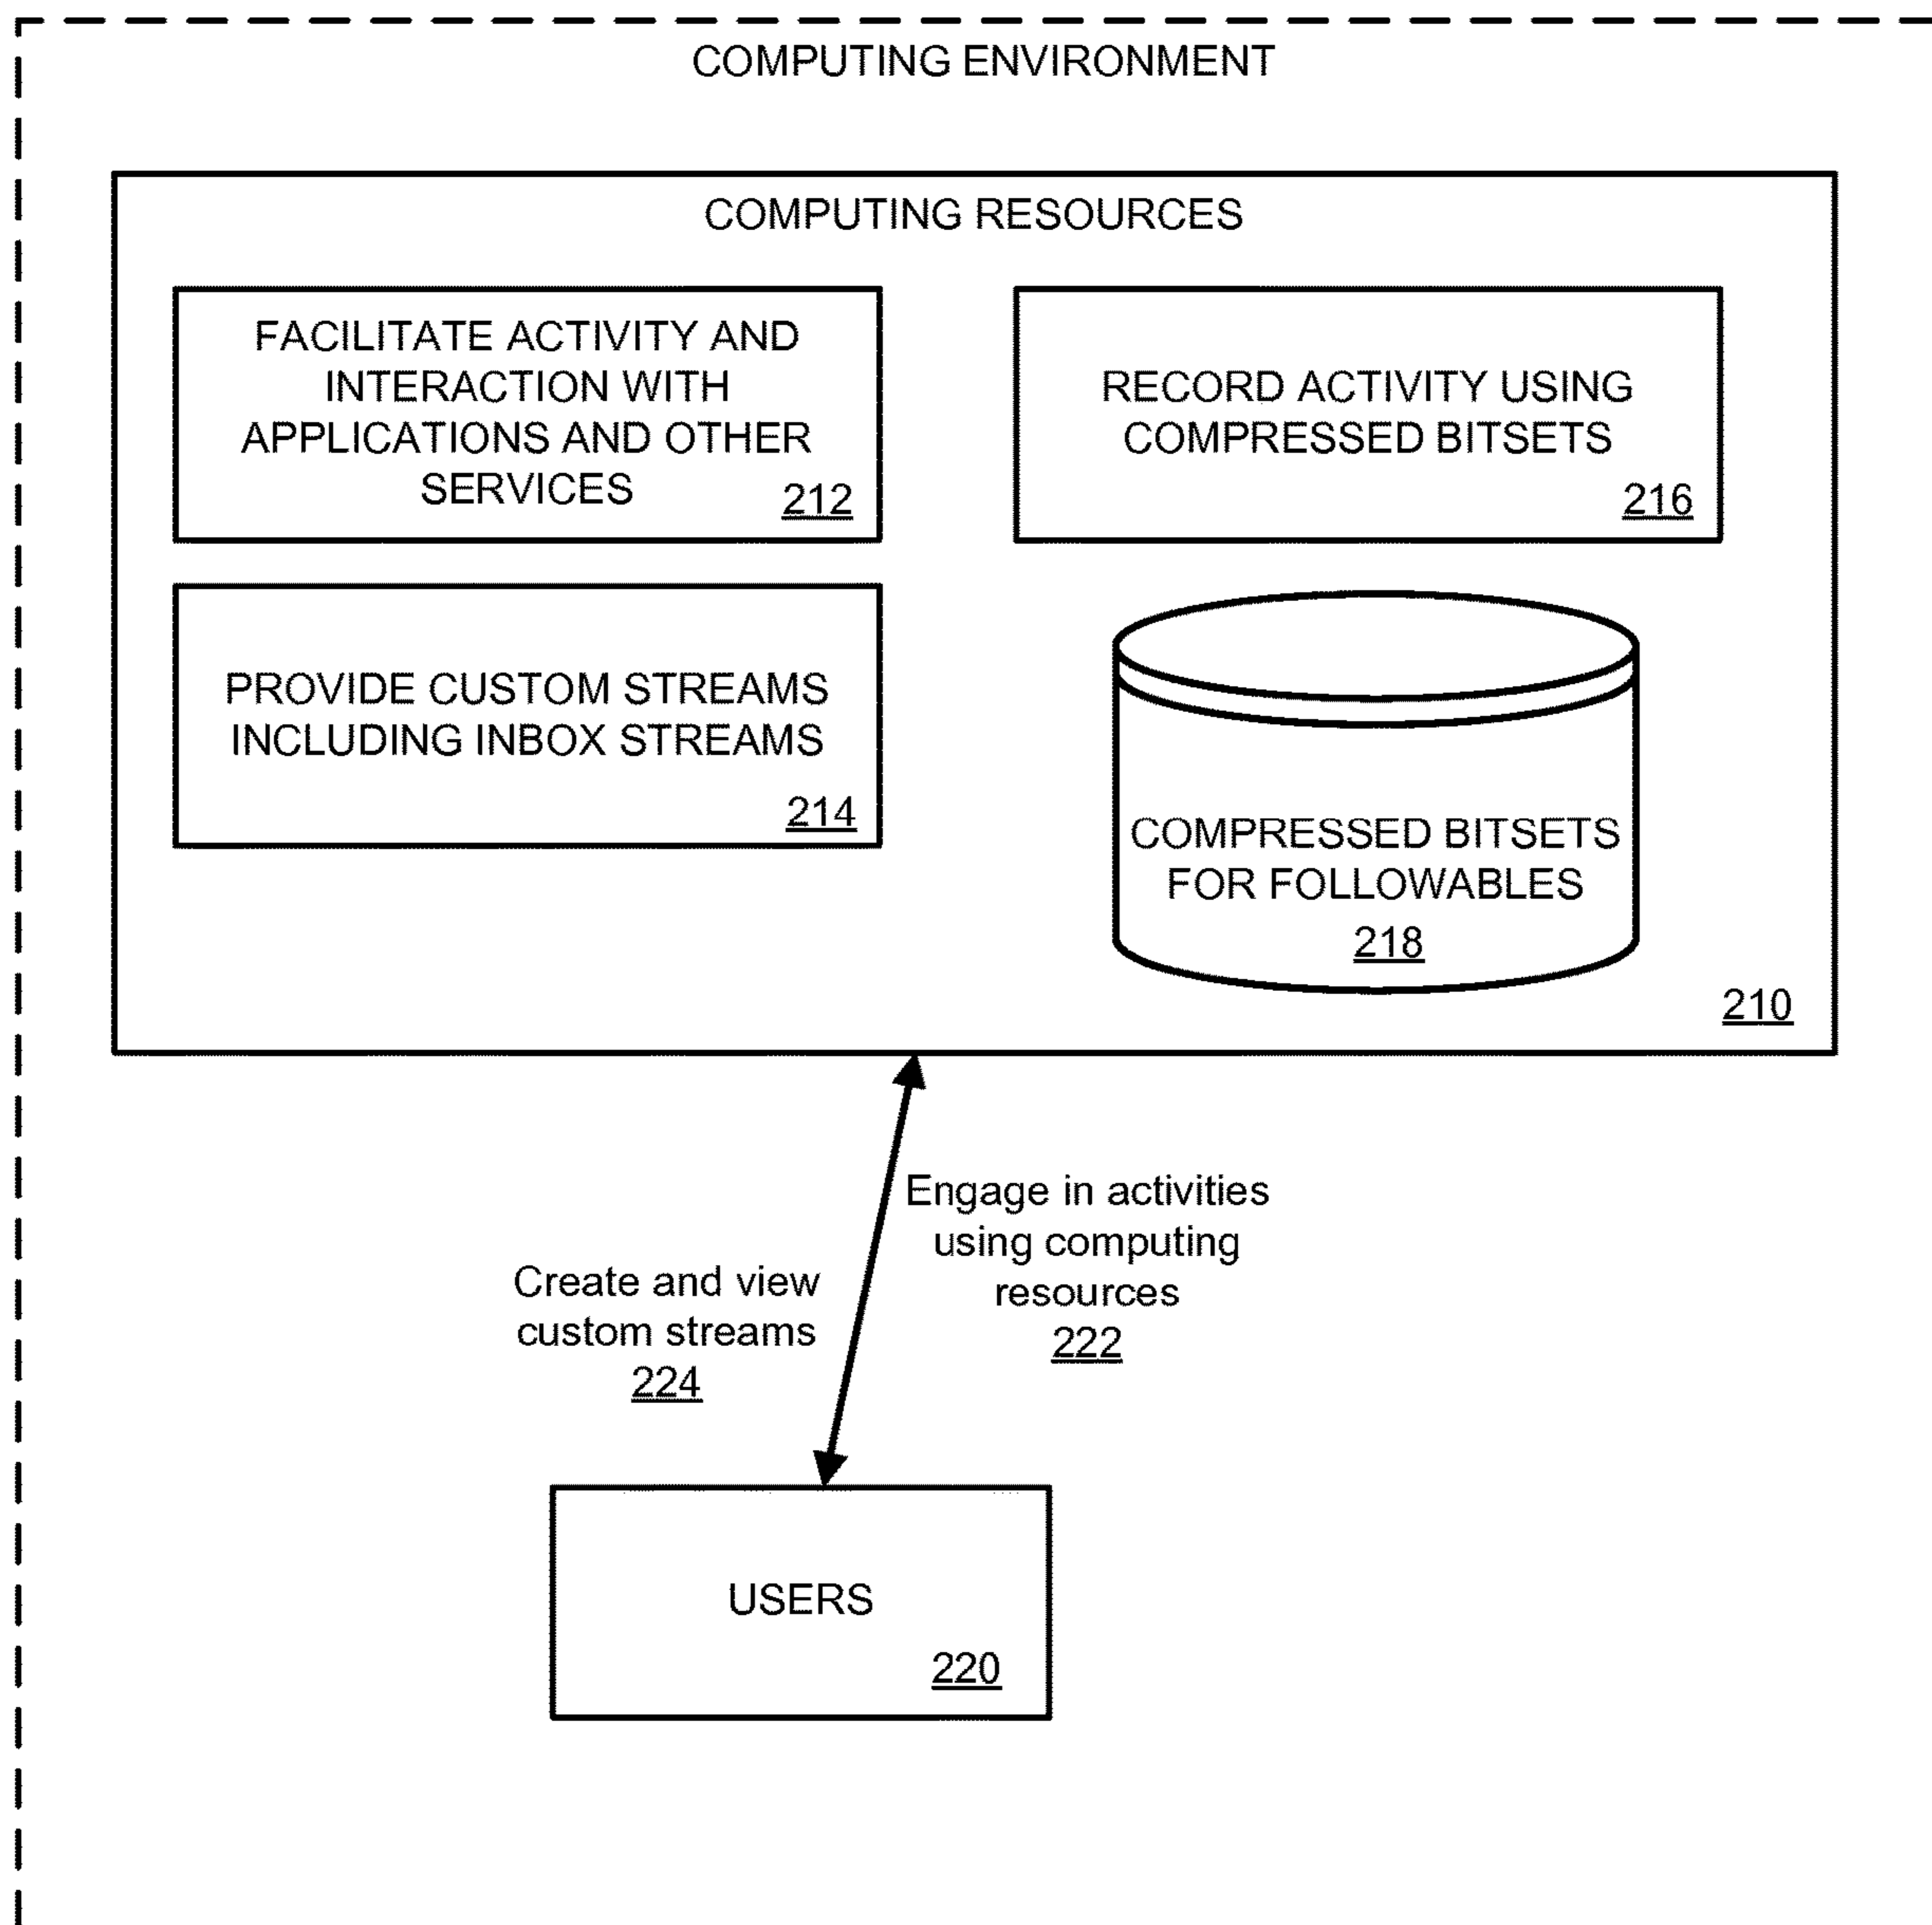 COMPUTING ENVIRONMENT
COMPUTING RESOURCES
FACILITATE ACTIVITY AND
INTERACTION WITH
APPLICATIONS AND OTHER
SERVICES
212
RECORD ACTIVITY USING
COMPRESSED BITSETS
216
PROVIDE CUSTOM STREAMS
INCLUDING INBOX STREAMS
214
COMPRESSED BITSETS
FOR FOLLOWABLES
218
210
Engage in activities
using computing
resources
222
Create and view
custom streams
224
USERS
220